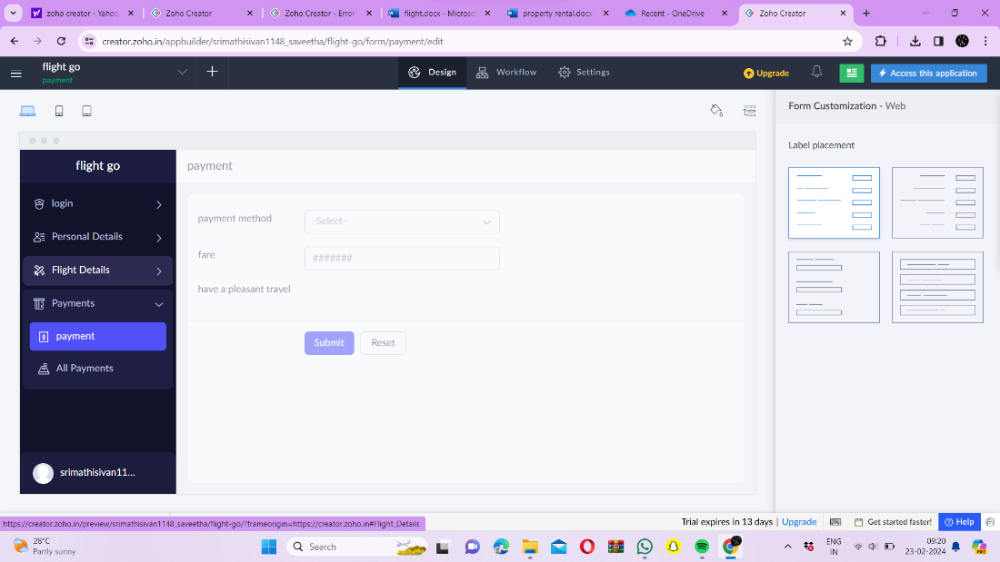 zoho creator - Yahoo
Zoho Creator
Zoho Creator - Error
flight.docx - Microso
property rental.docx
Recent - OneDrive
Zoho Creator
creator.zoho.in/appbuilder/srimathisivan1148_saveetha/flight-go/form/payment/edit
flight go
payment
Design
Workflow
Settings
Upgrade
Access this application
Form Customization - Web
Label placement
flight go
login
Personal Details
Flight Details
Payments
payment
All Payments
srimathisivan11...
payment
payment method
-Select-
fare
#######
have a pleasant travel
Submit
Reset
https://creator.zoho.in/preview/srimathisivan1148_saveetha/flight-go/?frameorigin=https://creator.zoho.in#Flight_Details
Trial expires in 13 days | Upgrade
Get started faster!
Help
28°C
Partly sunny
Search
ENG
IN
09:20
23-02-2024